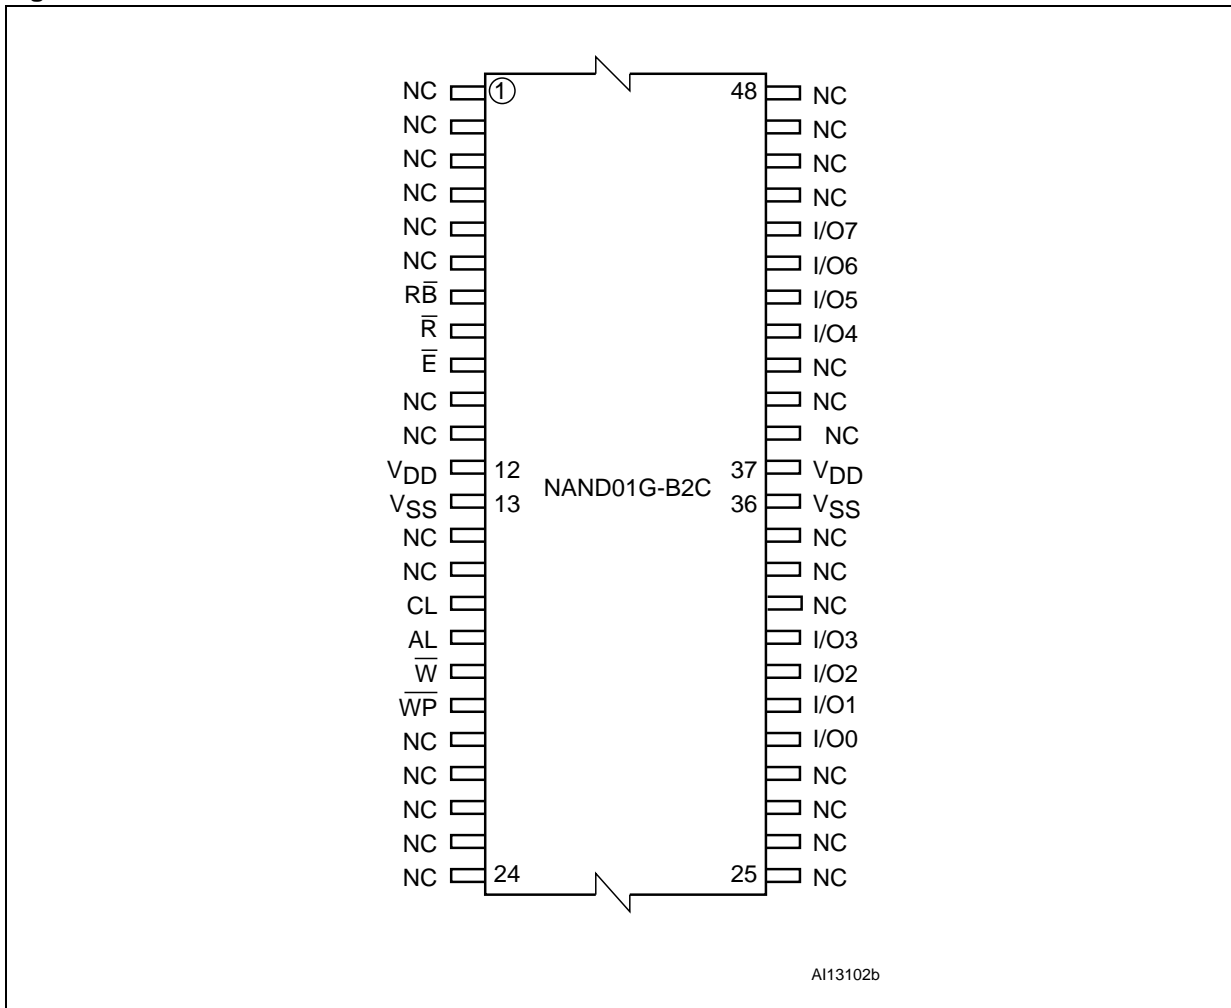 NC 1 48 NC
NC NC
NC NC
NC NC
NC I/O7
NC I/O6
RB̅ I/O5
R̅ I/O4
E̅ NC
NC NC
NC NC
VDD 12 37 VDD
NAND01G-B2C
VSS 13 36 VSS
NC NC
NC NC
CL NC
AL I/O3
W̅ I/O2
W̅P̅ I/O1
NC I/O0
NC NC
NC NC
NC NC
NC 24 25 NC
AI13102b